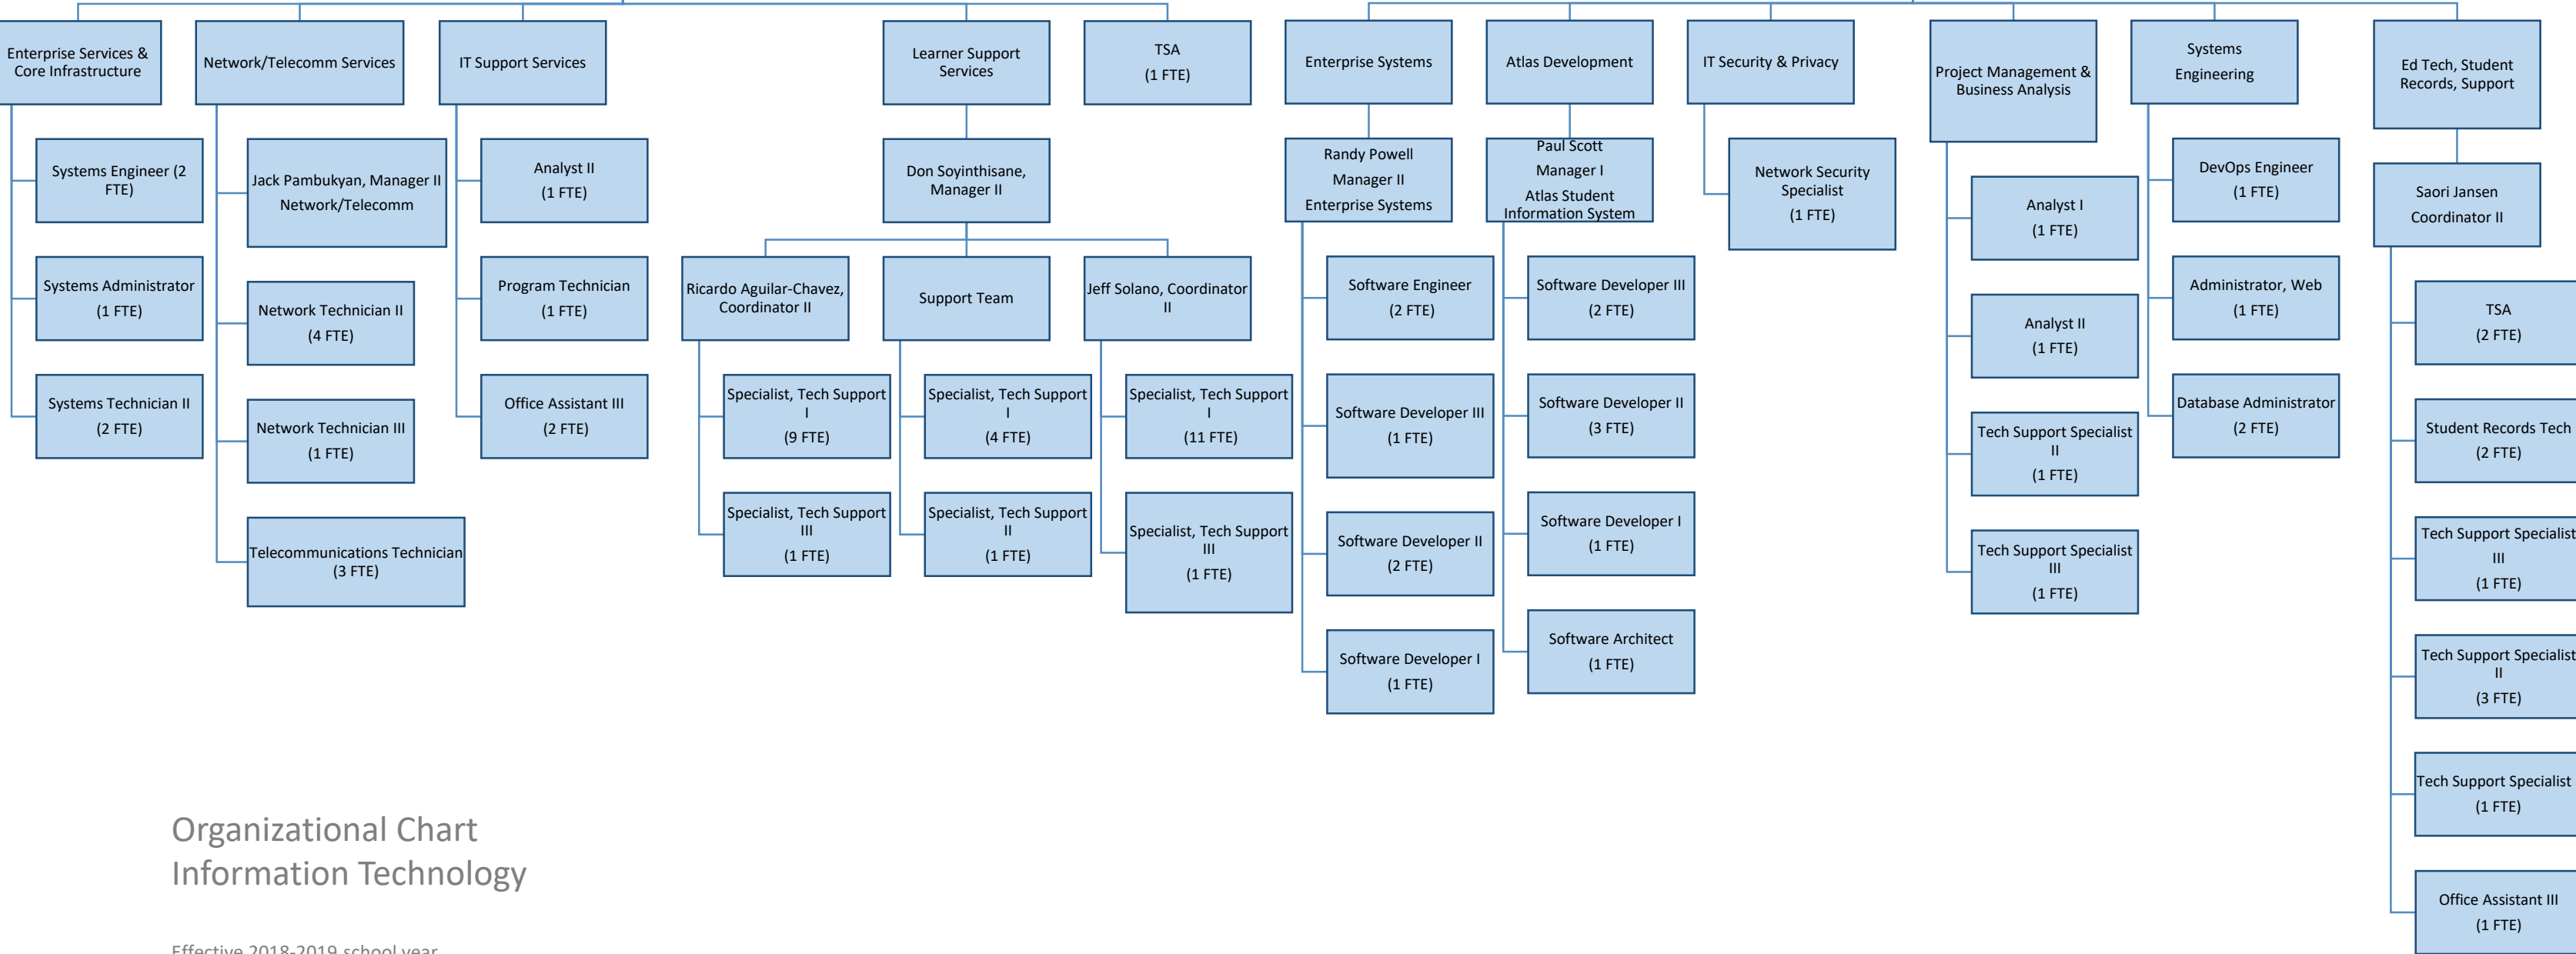 Enterprise Services &
Core Infrastructure
Systems Engineer (2
FTE)
Systems Administrator
(1 FTE)
Systems Technician II
(2 FTE)
Network/Telecomm Services
Jack Pambukyan, Manager II
Network/Telecomm
Network Technician II
(4 FTE)
Network Technician III
(1 FTE)
Telecommunications Technician
(3 FTE)
IT Support Services
Analyst II
(1 FTE)
Program Technician
(1 FTE)
Office Assistant III
(2 FTE)
Learner Support
Services
Don Soyinthisane,
Manager II
Ricardo Aguilar-Chavez,
Coordinator II
Specialist, Tech Support
I
(9 FTE)
Specialist, Tech Support
III
(1 FTE)
Support Team
Specialist, Tech Support
I
(4 FTE)
Specialist, Tech Support
II
(1 FTE)
Jeff Solano, Coordinator
II
Specialist, Tech Support
I
(11 FTE)
Specialist, Tech Support
III
(1 FTE)
TSA
(1 FTE)
Enterprise Systems
Randy Powell
Manager II
Enterprise Systems
Software Engineer
(2 FTE)
Software Developer III
(1 FTE)
Software Developer II
(2 FTE)
Software Developer I
(1 FTE)
Atlas Development
Paul Scott
Manager I
Atlas Student
Information System
Software Developer III
(2 FTE)
Software Developer II
(3 FTE)
Software Developer I
(1 FTE)
Software Architect
(1 FTE)
IT Security & Privacy
Network Security
Specialist
(1 FTE)
Project Management &
Business Analysis
Analyst I
(1 FTE)
Analyst II
(1 FTE)
Tech Support Specialist
II
(1 FTE)
Tech Support Specialist
III
(1 FTE)
Systems
Engineering
DevOps Engineer
(1 FTE)
Administrator, Web
(1 FTE)
Database Administrator
(2 FTE)
Ed Tech, Student
Records, Support
Saori Jansen
Coordinator II
TSA
(2 FTE)
Student Records Tech
(2 FTE)
Tech Support Specialist
III
(1 FTE)
Tech Support Specialist
II
(3 FTE)
Tech Support Specialist
(1 FTE)
Office Assistant III
(1 FTE)
Organizational Chart
Information Technology
Effective 2018-2019 school year